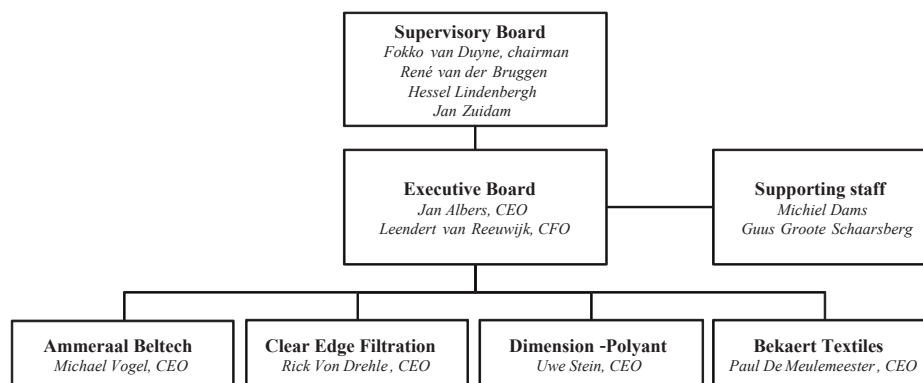 Supervisory Board
Fokko van Duyne, chairman
René van der Bruggen
Hessel Lindenbergh
Jan Zuidam
Executive Board
Jan Albers, CEO
Leendert van Reeuwijk, CFO
Supporting staff
Michiel Dams
Guus Groote Schaarsberg
Ammeraal Beltech
Michael Vogel, CEO
Clear Edge Filtration
Rick Von Drehle, CEO
Dimension -Polyant
Uwe Stein, CEO
Bekaert Textiles
Paul De Meulemeester, CEO